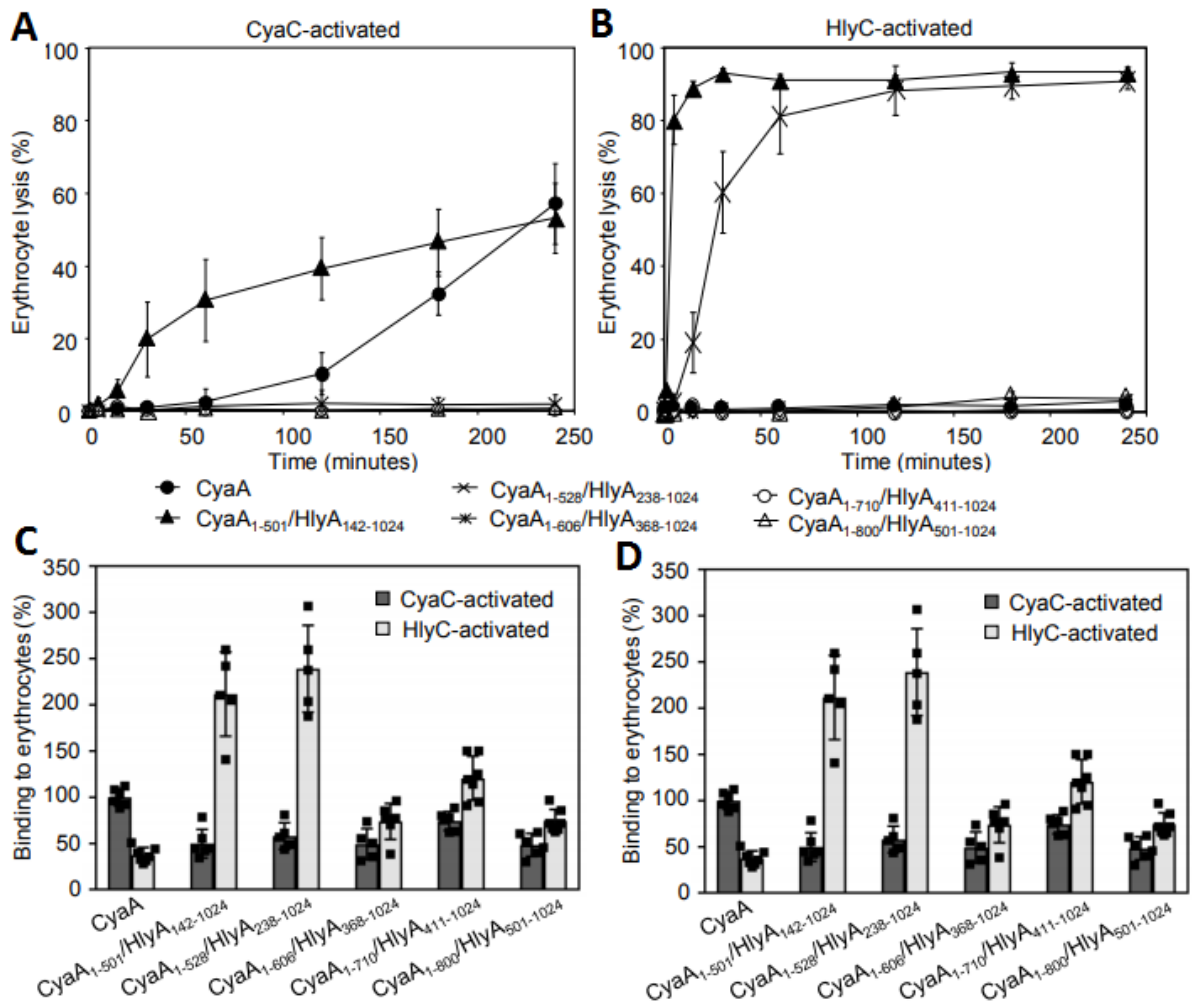 A
CyaC-activated
Erythrocyte lysis (%)
100
80
60
40
20
0
0 50 100 150 200 250
Time (minutes)
B
HlyC-activated
Erythrocyte lysis (%)
100
80
60
40
20
0
0 50 100 150 200 250
Time (minutes)
CyaA
CyaA1-501/HlyA142-1024
CyaA1-528/HlyA238-1024
CyaA1-606/HlyA368-1024
CyaA1-710/HlyA411-1024
CyaA1-800/HlyA501-1024
C
Binding to erythrocytes (%)
350
300
250
200
150
100
50
0
CyaC-activated
HlyC-activated
CyaA
CyaA1-501/HlyA142-1024
CyaA1-528/HlyA238-1024
CyaA1-606/HlyA368-1024
CyaA1-710/HlyA411-1024
CyaA1-800/HlyA501-1024
D
Binding to erythrocytes (%)
350
300
250
200
150
100
50
0
CyaC-activated
HlyC-activated
CyaA
CyaA1-501/HlyA142-1024
CyaA1-528/HlyA238-1024
CyaA1-606/HlyA368-1024
CyaA1-710/HlyA411-1024
CyaA1-800/HlyA501-1024